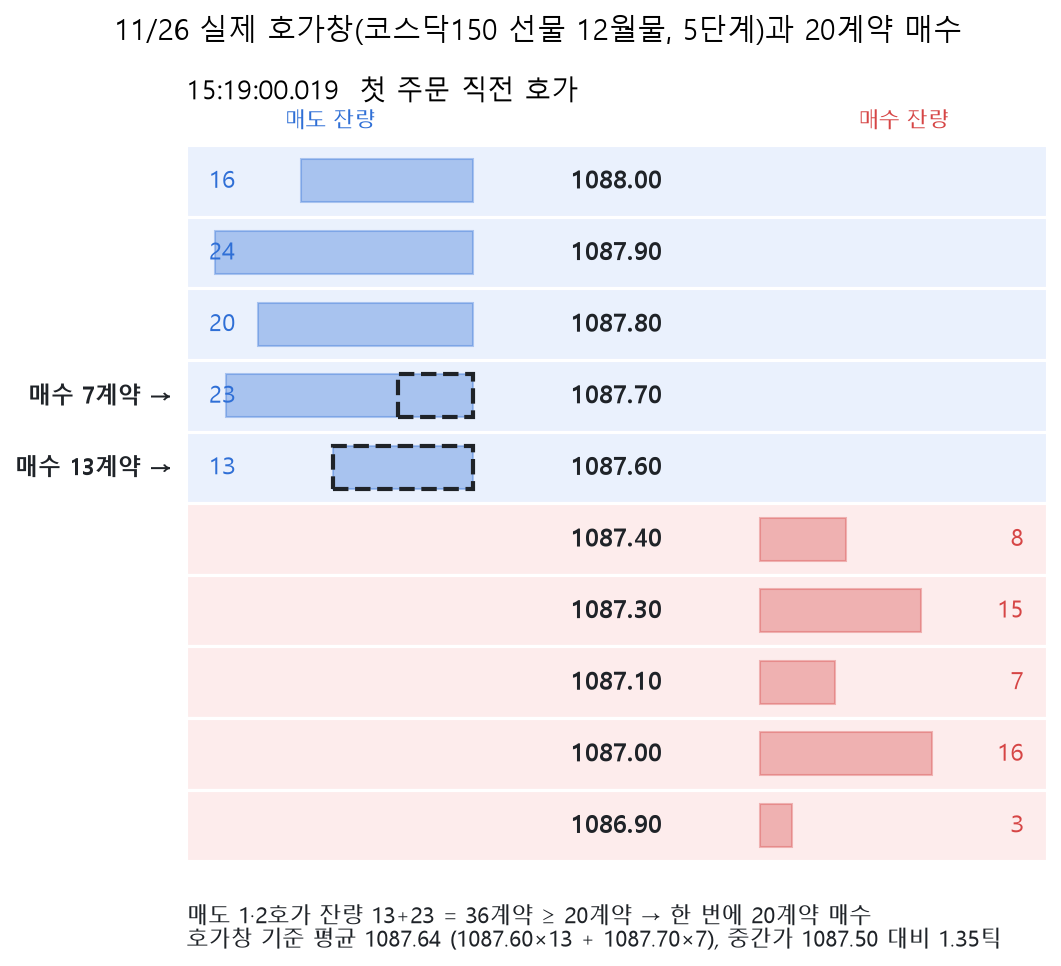 11/26 실제 호가창(코스닥150 선물 12월물, 5단계)과 20계약 매수
15:19:00.019 첫 주문 직전 호가
매도 잔량 매수 잔량
16 1088.00
24 1087.90
20 1087.80
매수 7계약 → 23 1087.70
매수 13계약 → 13 1087.60
1087.40 8
1087.30 15
1087.10 7
1087.00 16
1086.90 3
매도 1·2호가 잔량 13+23 = 36계약 ≥ 20계약 → 한 번에 20계약 매수
호가창 기준 평균 1087.64 (1087.60×13 + 1087.70×7), 중간가 1087.50 대비 1.35틱